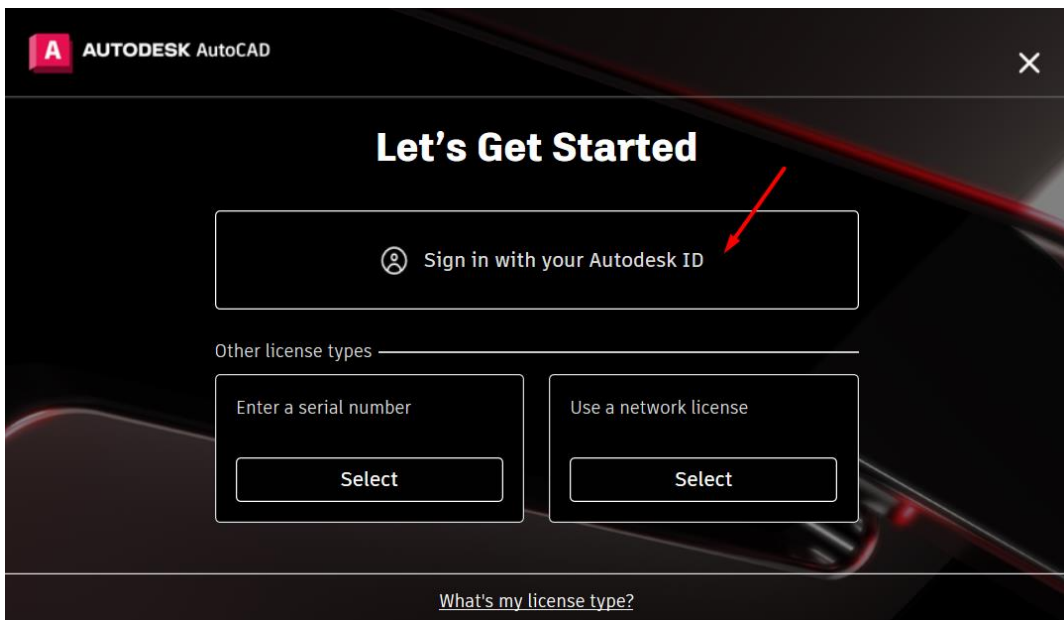 A AUTODESK AutoCAD
Let's Get Started
Sign in with your Autodesk ID
Other license types
Enter a serial number
Select
Use a network license
Select
What's my license type?